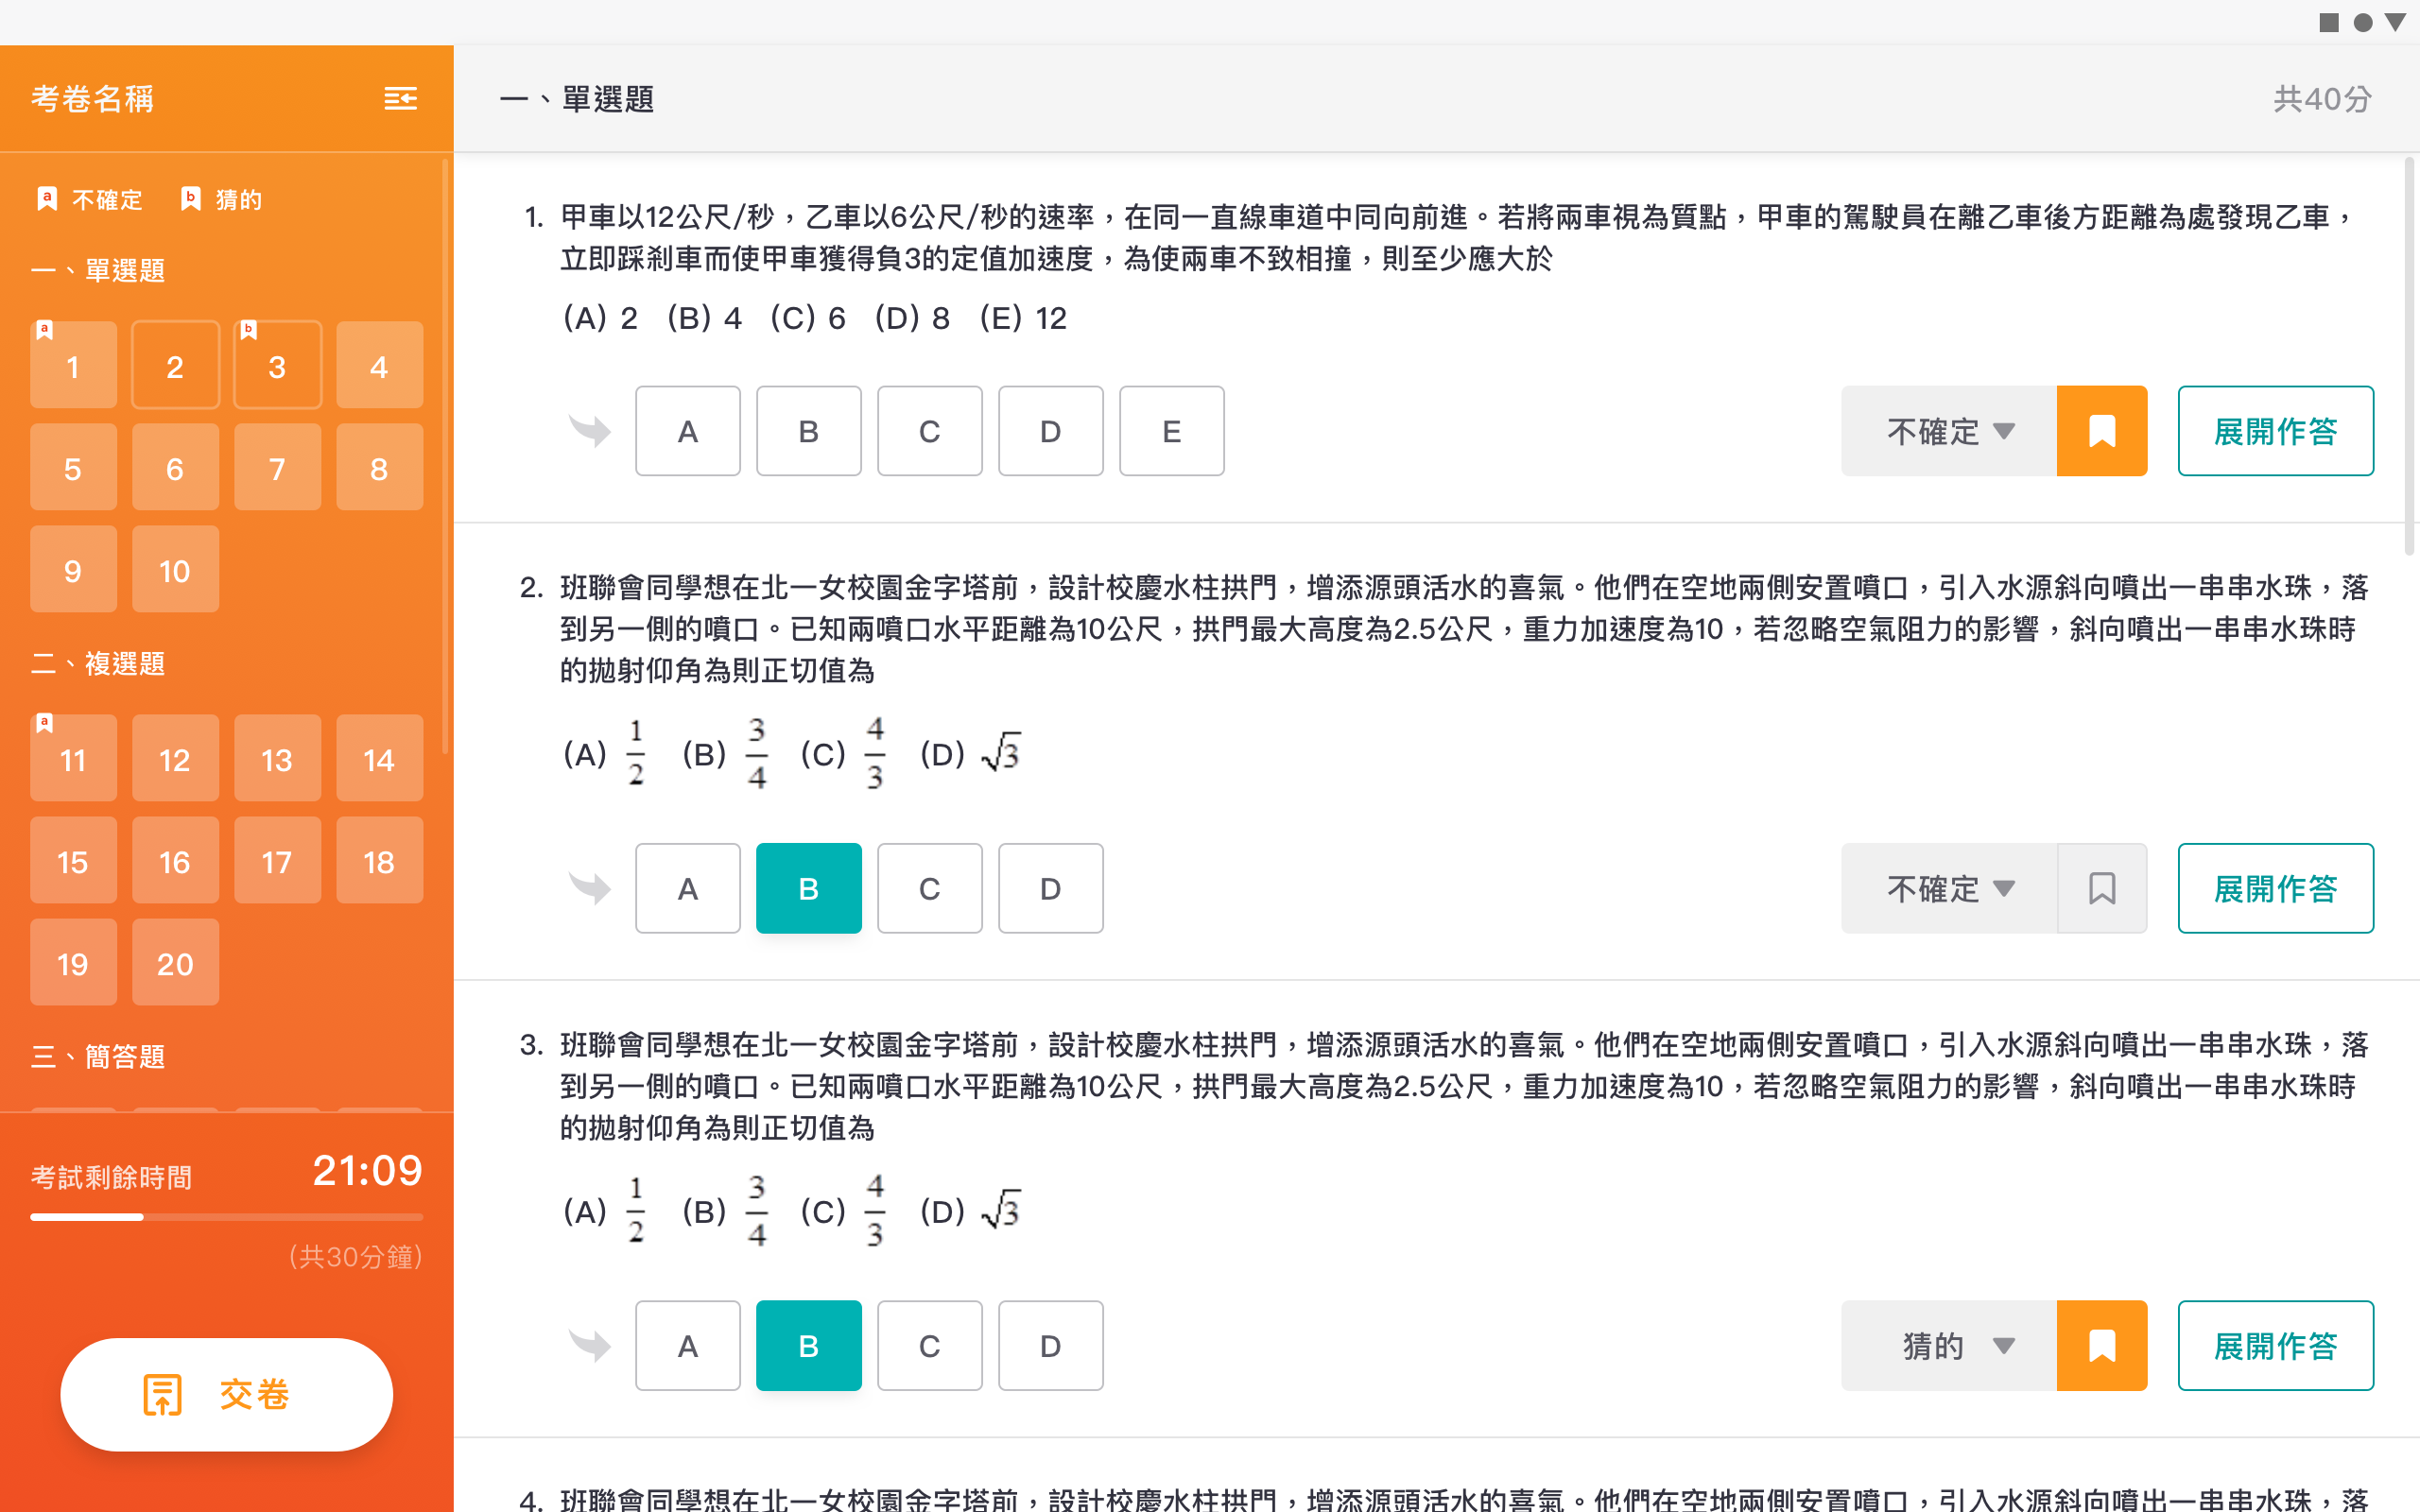 考卷名稱
a 不確定 b 猜的
一、單選題
a 1 2 b 3 4
5 6 7 8
9 10
二、複選題
a 11 12 13 14
15 16 17 18
19 20
三、簡答題
考試剩餘時間 21:09
(共30分鐘)
交卷
一、單選題 共40分
1. 甲車以12公尺/秒，乙車以6公尺/秒的速率，在同一直線車道中同向前進。若將兩車視為質點，甲車的駕駛員在離乙車後方距離為處發現乙車，
立即踩剎車而使甲車獲得負3的定值加速度，為使兩車不致相撞，則至少應大於
(A) 2 (B) 4 (C) 6 (D) 8 (E) 12
A B C D E 不確定 展開作答
2. 班聯會同學想在北一女校園金字塔前，設計校慶水柱拱門，增添源頭活水的喜氣。他們在空地兩側安置噴口，引入水源斜向噴出一串串水珠，落
到另一側的噴口。已知兩噴口水平距離為10公尺，拱門最大高度為2.5公尺，重力加速度為10，若忽略空氣阻力的影響，斜向噴出一串串水珠時
的拋射仰角為則正切值為
(A) 1/2 (B) 3/4 (C) 4/3 (D) √3
A B C D 不確定 展開作答
3. 班聯會同學想在北一女校園金字塔前，設計校慶水柱拱門，增添源頭活水的喜氣。他們在空地兩側安置噴口，引入水源斜向噴出一串串水珠，落
到另一側的噴口。已知兩噴口水平距離為10公尺，拱門最大高度為2.5公尺，重力加速度為10，若忽略空氣阻力的影響，斜向噴出一串串水珠時
的拋射仰角為則正切值為
(A) 1/2 (B) 3/4 (C) 4/3 (D) √3
A B C D 猜的 展開作答
4. 班聯會同學想在北一女校園金字塔前，設計校慶水柱拱門，增添源頭活水的喜氣。他們在空地兩側安置噴口，引入水源斜向噴出一串串水珠，落